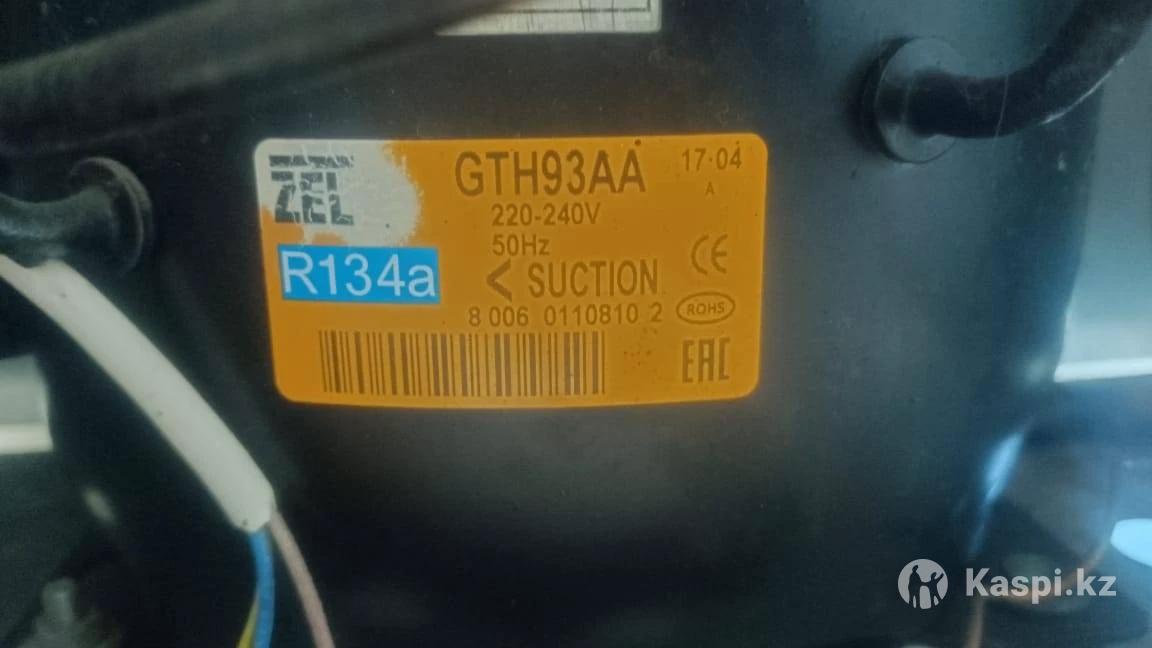 ZEL
GTH93AA
17·04
A
220-240V
50Hz
R134a
< SUCTION
CE
8 006 0110810 2
ROHS
EAC
Kaspi.kz